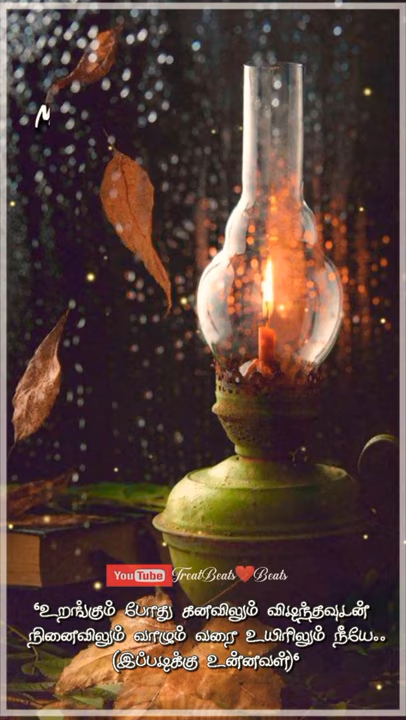 N
YouTube TreatBeats❤️Beats
“உறங்கும் போது கனவிலும் விடிந்தவுடன்
நினைவிலும் வாழும் வரை உயிரிலும் நீயே..
(இப்படிக்கு உன்னவள்)“